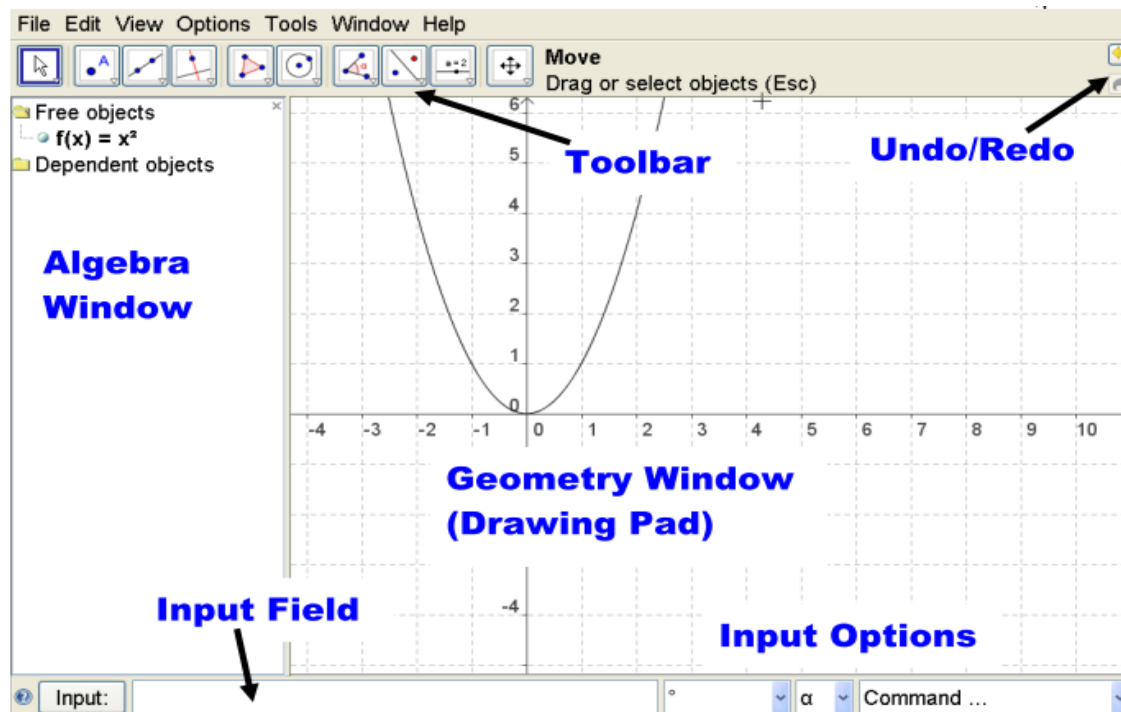 File Edit View Options Tools Window Help
A
α
a=2
Move
Drag or select objects (Esc)
Free objects
f(x) = x²
Dependent objects
Toolbar
Undo/Redo
Algebra
Window
6
5
4
3
2
1
0
-4 -3 -2 -1 0 1 2 3 4 5 6 7 8 9 10
Geometry Window
(Drawing Pad)
-4
Input Field
Input Options
Input: ° α Command ...